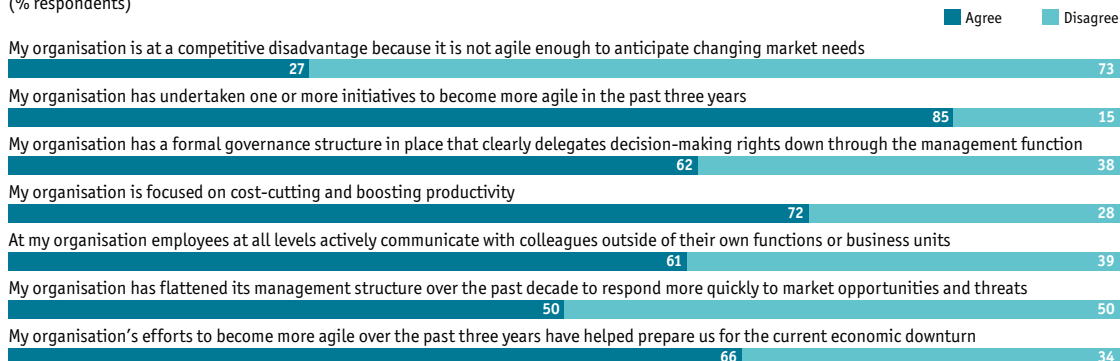 (% respondents)
Agree Disagree
My organisation is at a competitive disadvantage because it is not agile enough to anticipate changing market needs
27 73
My organisation has undertaken one or more initiatives to become more agile in the past three years
85 15
My organisation has a formal governance structure in place that clearly delegates decision-making rights down through the management function
62 38
My organisation is focused on cost-cutting and boosting productivity
72 28
At my organisation employees at all levels actively communicate with colleagues outside of their own functions or business units
61 39
My organisation has flattened its management structure over the past decade to respond more quickly to market opportunities and threats
50 50
My organisation's efforts to become more agile over the past three years have helped prepare us for the current economic downturn
66 34